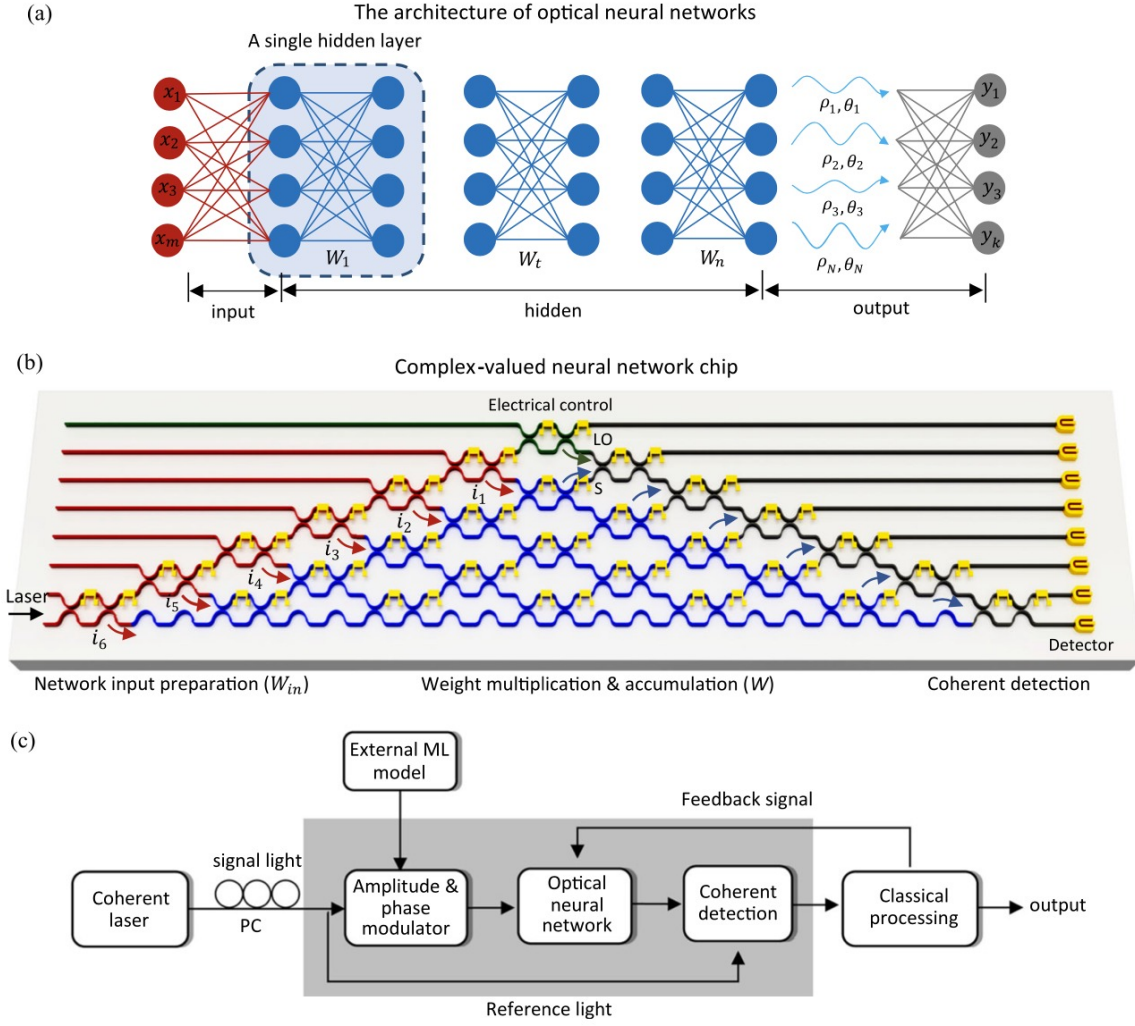 (a)
The architecture of optical neural networks
A single hidden layer
x₁
x₂
x₃
xₘ
W₁
Wₜ
Wₙ
ρ₁, θ₁
ρ₂, θ₂
ρ₃, θ₃
ρ_N, θ_N
y₁
y₂
y₃
yₖ
input
hidden
output
(b)
Complex-valued neural network chip
Electrical control
LO
S
i₁
i₂
i₃
i₄
i₅
i₆
Laser
Detector
Network input preparation (W_in)
Weight multiplication & accumulation (W)
Coherent detection
(c)
External ML
model
Feedback signal
signal light
PC
Coherent
laser
Amplitude &
phase
modulator
Optical
neural
network
Coherent
detection
Classical
processing
output
Reference light